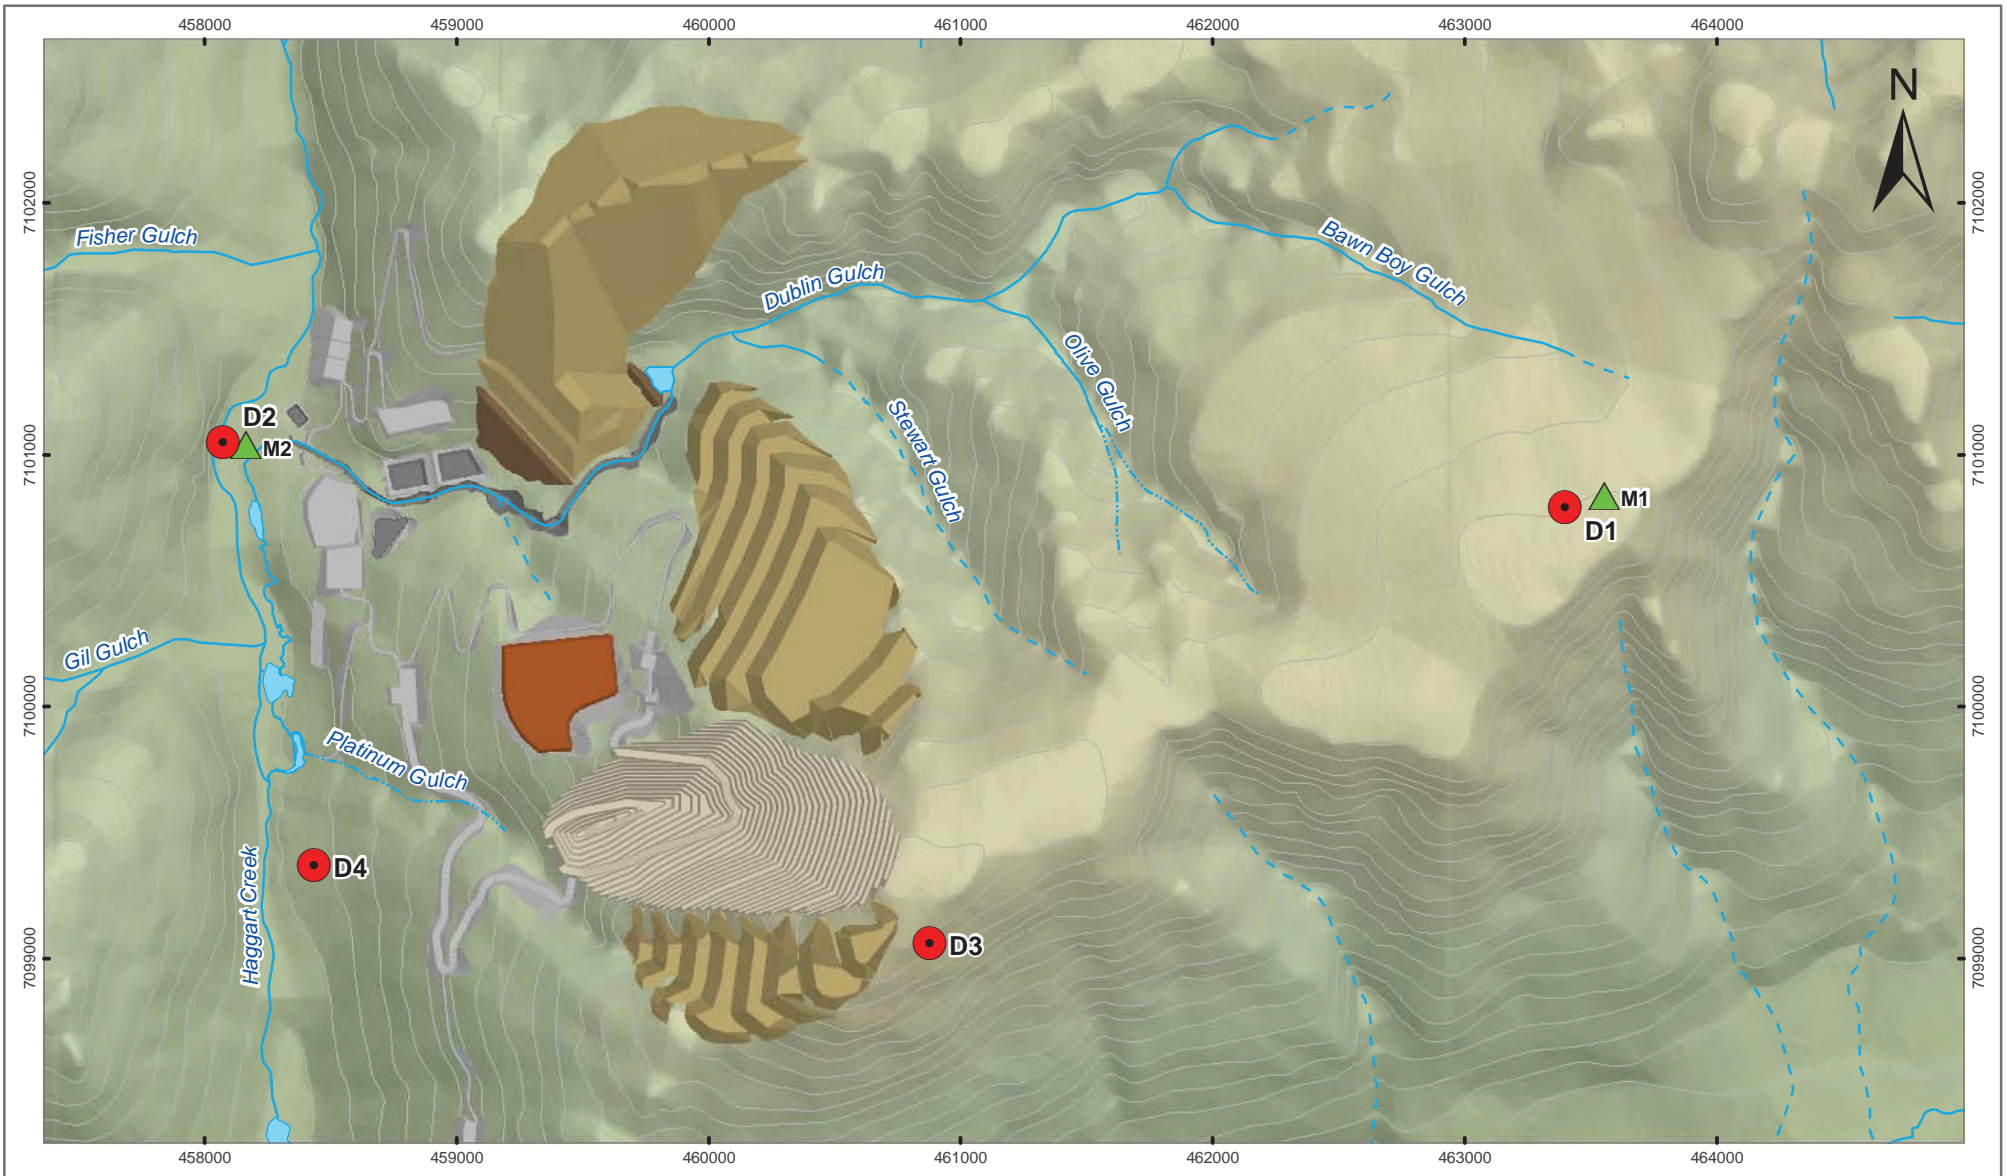 458000
459000
460000
461000
462000
463000
464000
N
7102000
7102000
Fisher Gulch
Bawn Boy Gulch
Dublin Gulch
Olive Gulch
Stewart Gulch
D2
M2
7101000
7101000
M1
D1
Gil Gulch
7100000
7100000
Platinum Gulch
Haggart Creek
D4
D3
7099000
7099000
458000
459000
460000
461000
462000
463000
464000